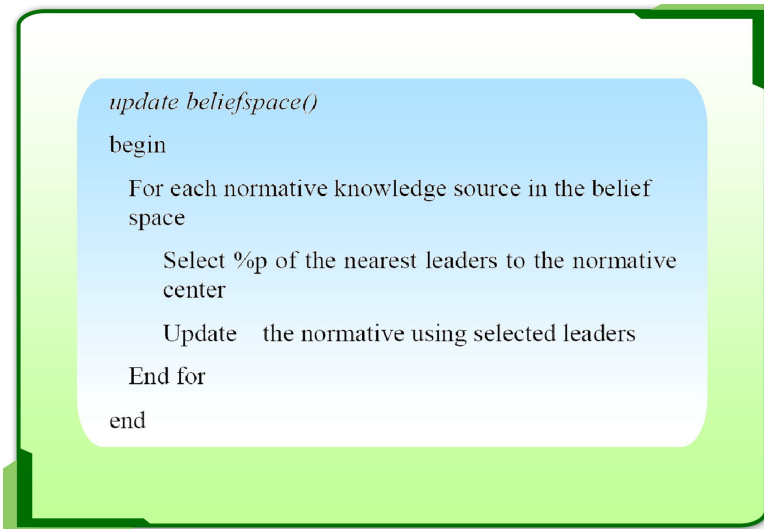 update beliefspace()
begin
For each normative knowledge source in the belief
space
Select %p of the nearest leaders to the normative
center
Update the normative using selected leaders
End for
end